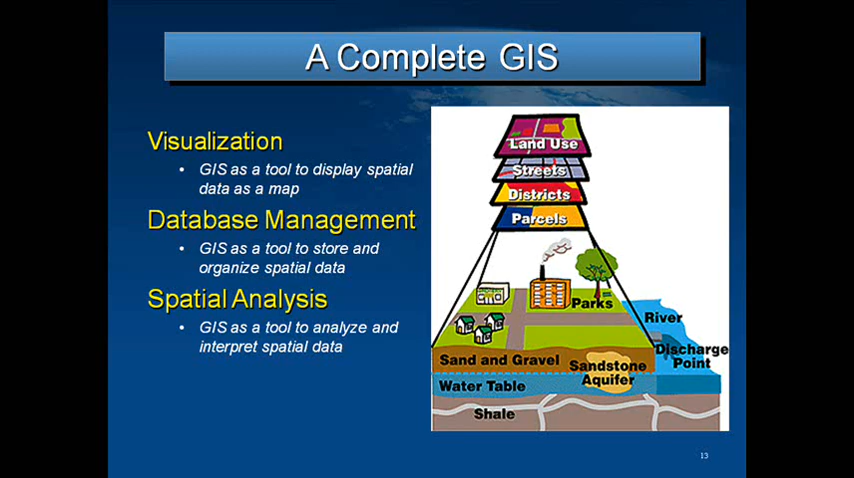 A Complete GIS
Visualization
• GIS as a tool to display spatial
data as a map
Database Management
• GIS as a tool to store and
organize spatial data
Spatial Analysis
• GIS as a tool to analyze and
interpret spatial data
Land Use
Streets
Districts
Parcels
Parks
River
Discharge
Point
Sand and Gravel
Sandstone
Aquifer
Water Table
Shale
13